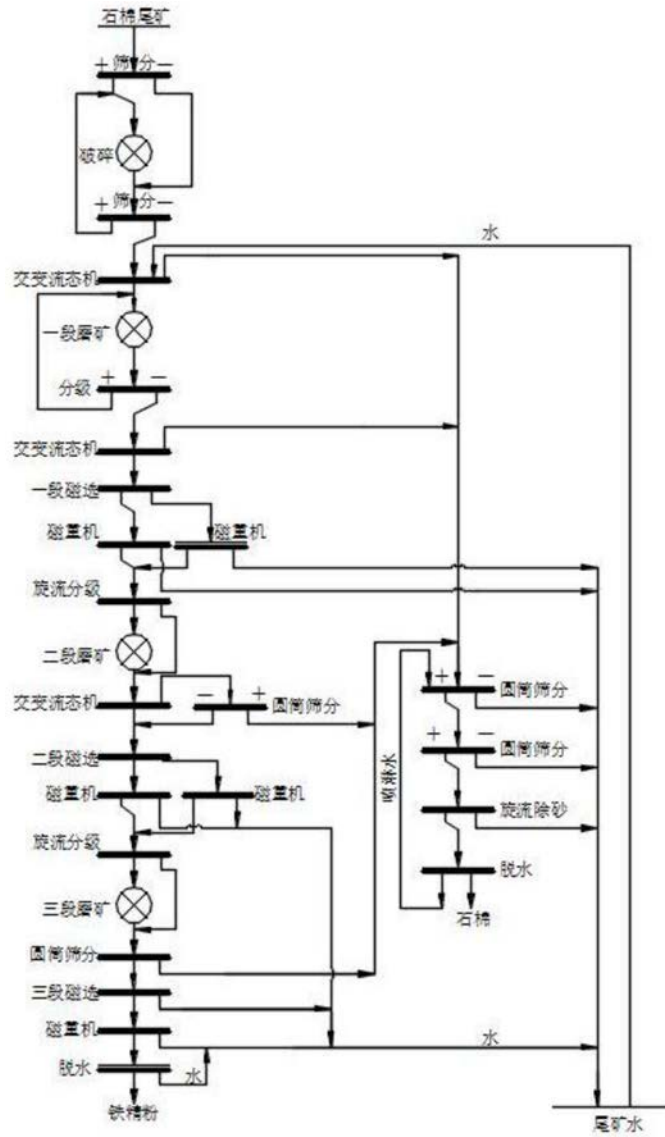 石棉尾矿
+ 筛分 −
破碎
+ 筛分 −
水
交变流态机
一段磨矿
分级 + −
交变流态机
一段磁选
磁重机 磁重机
旋流分级
二段磨矿
交变流态机
− + 圆筒筛分
+ − 圆筒筛分
+ − 圆筒筛分
喷淋水
二段磁选
磁重机 磁重机
旋流除砂
旋流分级
脱水
三段磨矿
石棉
圆筒筛分
三段磁选
磁重机
水
脱水
水
铁精粉
尾矿水